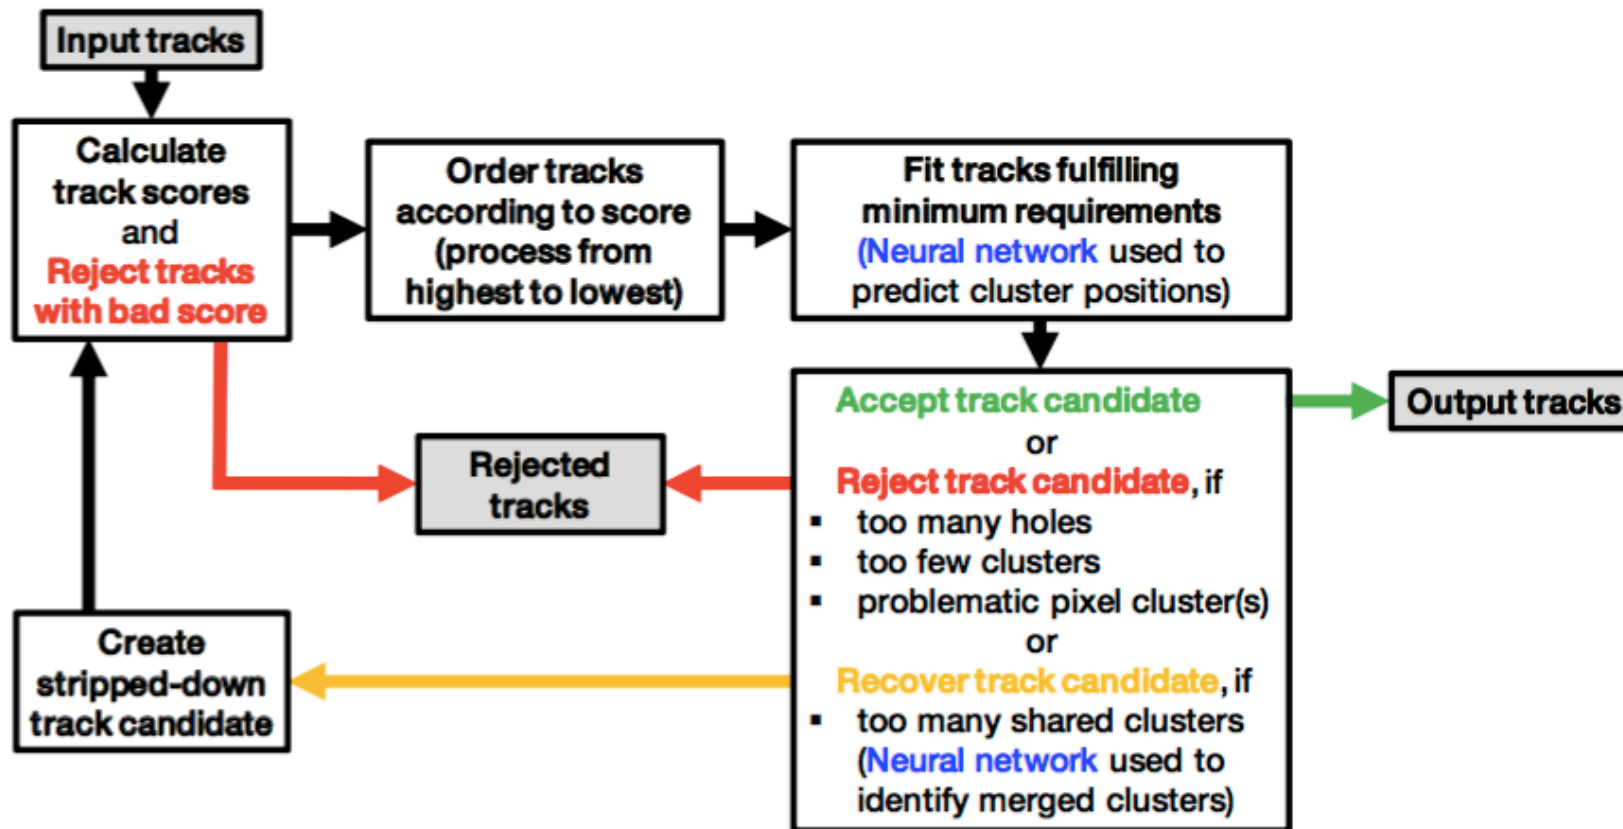 Input tracks
Calculate
track scores
and
Reject tracks
with bad score
Order tracks
according to score
(process from
highest to lowest)
Fit tracks fulfilling
minimum requirements
(Neural network used to
predict cluster positions)
Accept track candidate
or
Reject track candidate, if
▪ too many holes
▪ too few clusters
▪ problematic pixel cluster(s)
or
Recover track candidate, if
▪ too many shared clusters
(Neural network used to
identify merged clusters)
Output tracks
Rejected
tracks
Create
stripped-down
track candidate